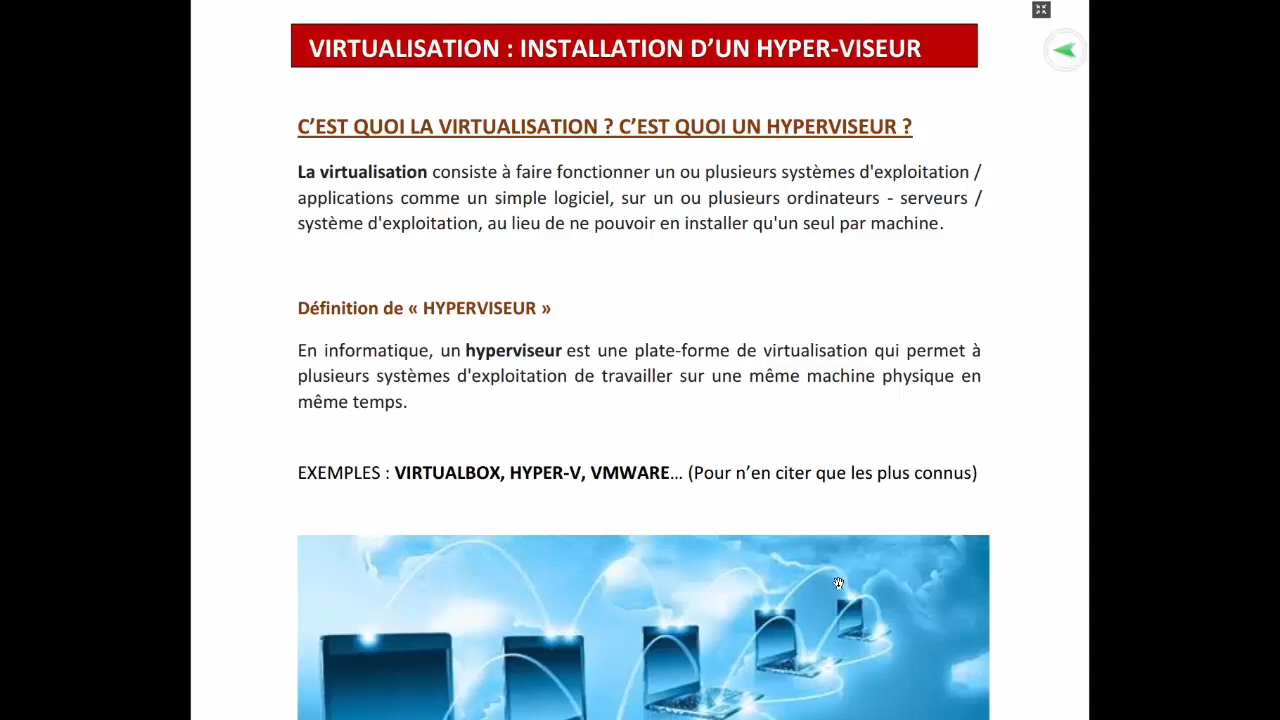 VIRTUALISATION : INSTALLATION D’UN HYPER-VISEUR
C’EST QUOI LA VIRTUALISATION ? C’EST QUOI UN HYPERVISEUR ?
La virtualisation consiste à faire fonctionner un ou plusieurs systèmes d'exploitation /
applications comme un simple logiciel, sur un ou plusieurs ordinateurs - serveurs /
système d'exploitation, au lieu de ne pouvoir en installer qu'un seul par machine.
Définition de « HYPERVISEUR »
En informatique, un hyperviseur est une plate-forme de virtualisation qui permet à
plusieurs systèmes d'exploitation de travailler sur une même machine physique en
même temps.
EXEMPLES : VIRTUALBOX, HYPER-V, VMWARE… (Pour n’en citer que les plus connus)